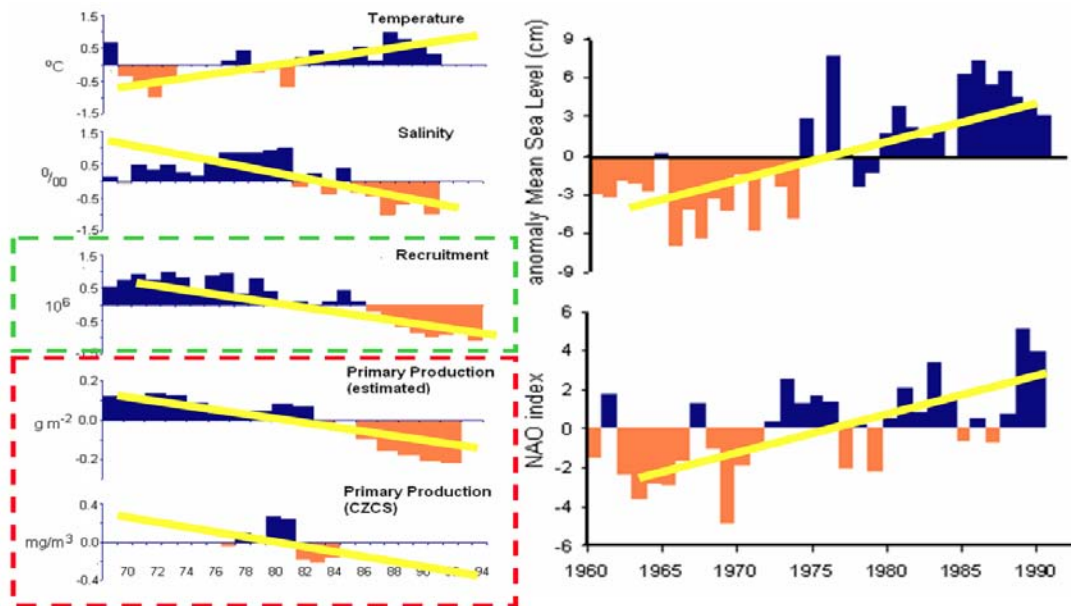 Temperature
1.5
0.5
ºC
-0.5
-1.5
Salinity
1.5
0.5
0/00
-0.5
-1.5
Recruitment
1.5
0.5
10⁶
-0.5
-1.5
Primary Production
(estimated)
0.2
g m⁻²
0.0
-0.2
Primary Production
(CZCS)
0.4
mg/m³
0.0
-0.4
70 72 74 76 78 80 82 84 86 88 90 94
anomaly Mean Sea Level (cm)
9
6
3
0
-3
-6
-9
NAO index
6
4
2
0
-2
-4
-6
1960 1965 1970 1975 1980 1985 1990